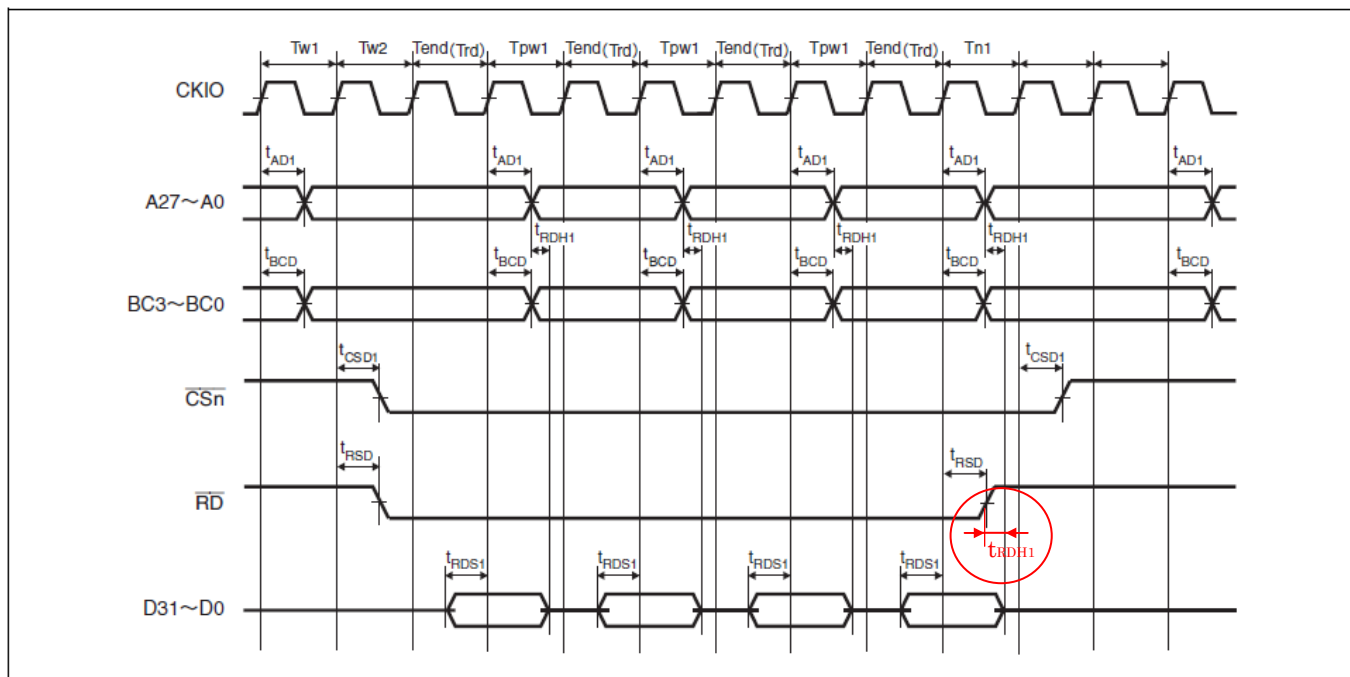 Tw1 Tw2 Tend(Trd) Tpw1 Tend(Trd) Tpw1 Tend(Trd) Tpw1 Tend(Trd) Tn1
CKIO
tAD1 tAD1 tAD1 tAD1 tAD1 tAD1
A27～A0
tRDH1 tRDH1 tRDH1 tRDH1
tBCD tBCD tBCD tBCD tBCD tBCD
BC3～BC0
tCSD1 tCSD1
CSn
tRSD tRSD
RD
tRDH1
tRDS1 tRDS1 tRDS1 tRDS1
D31～D0